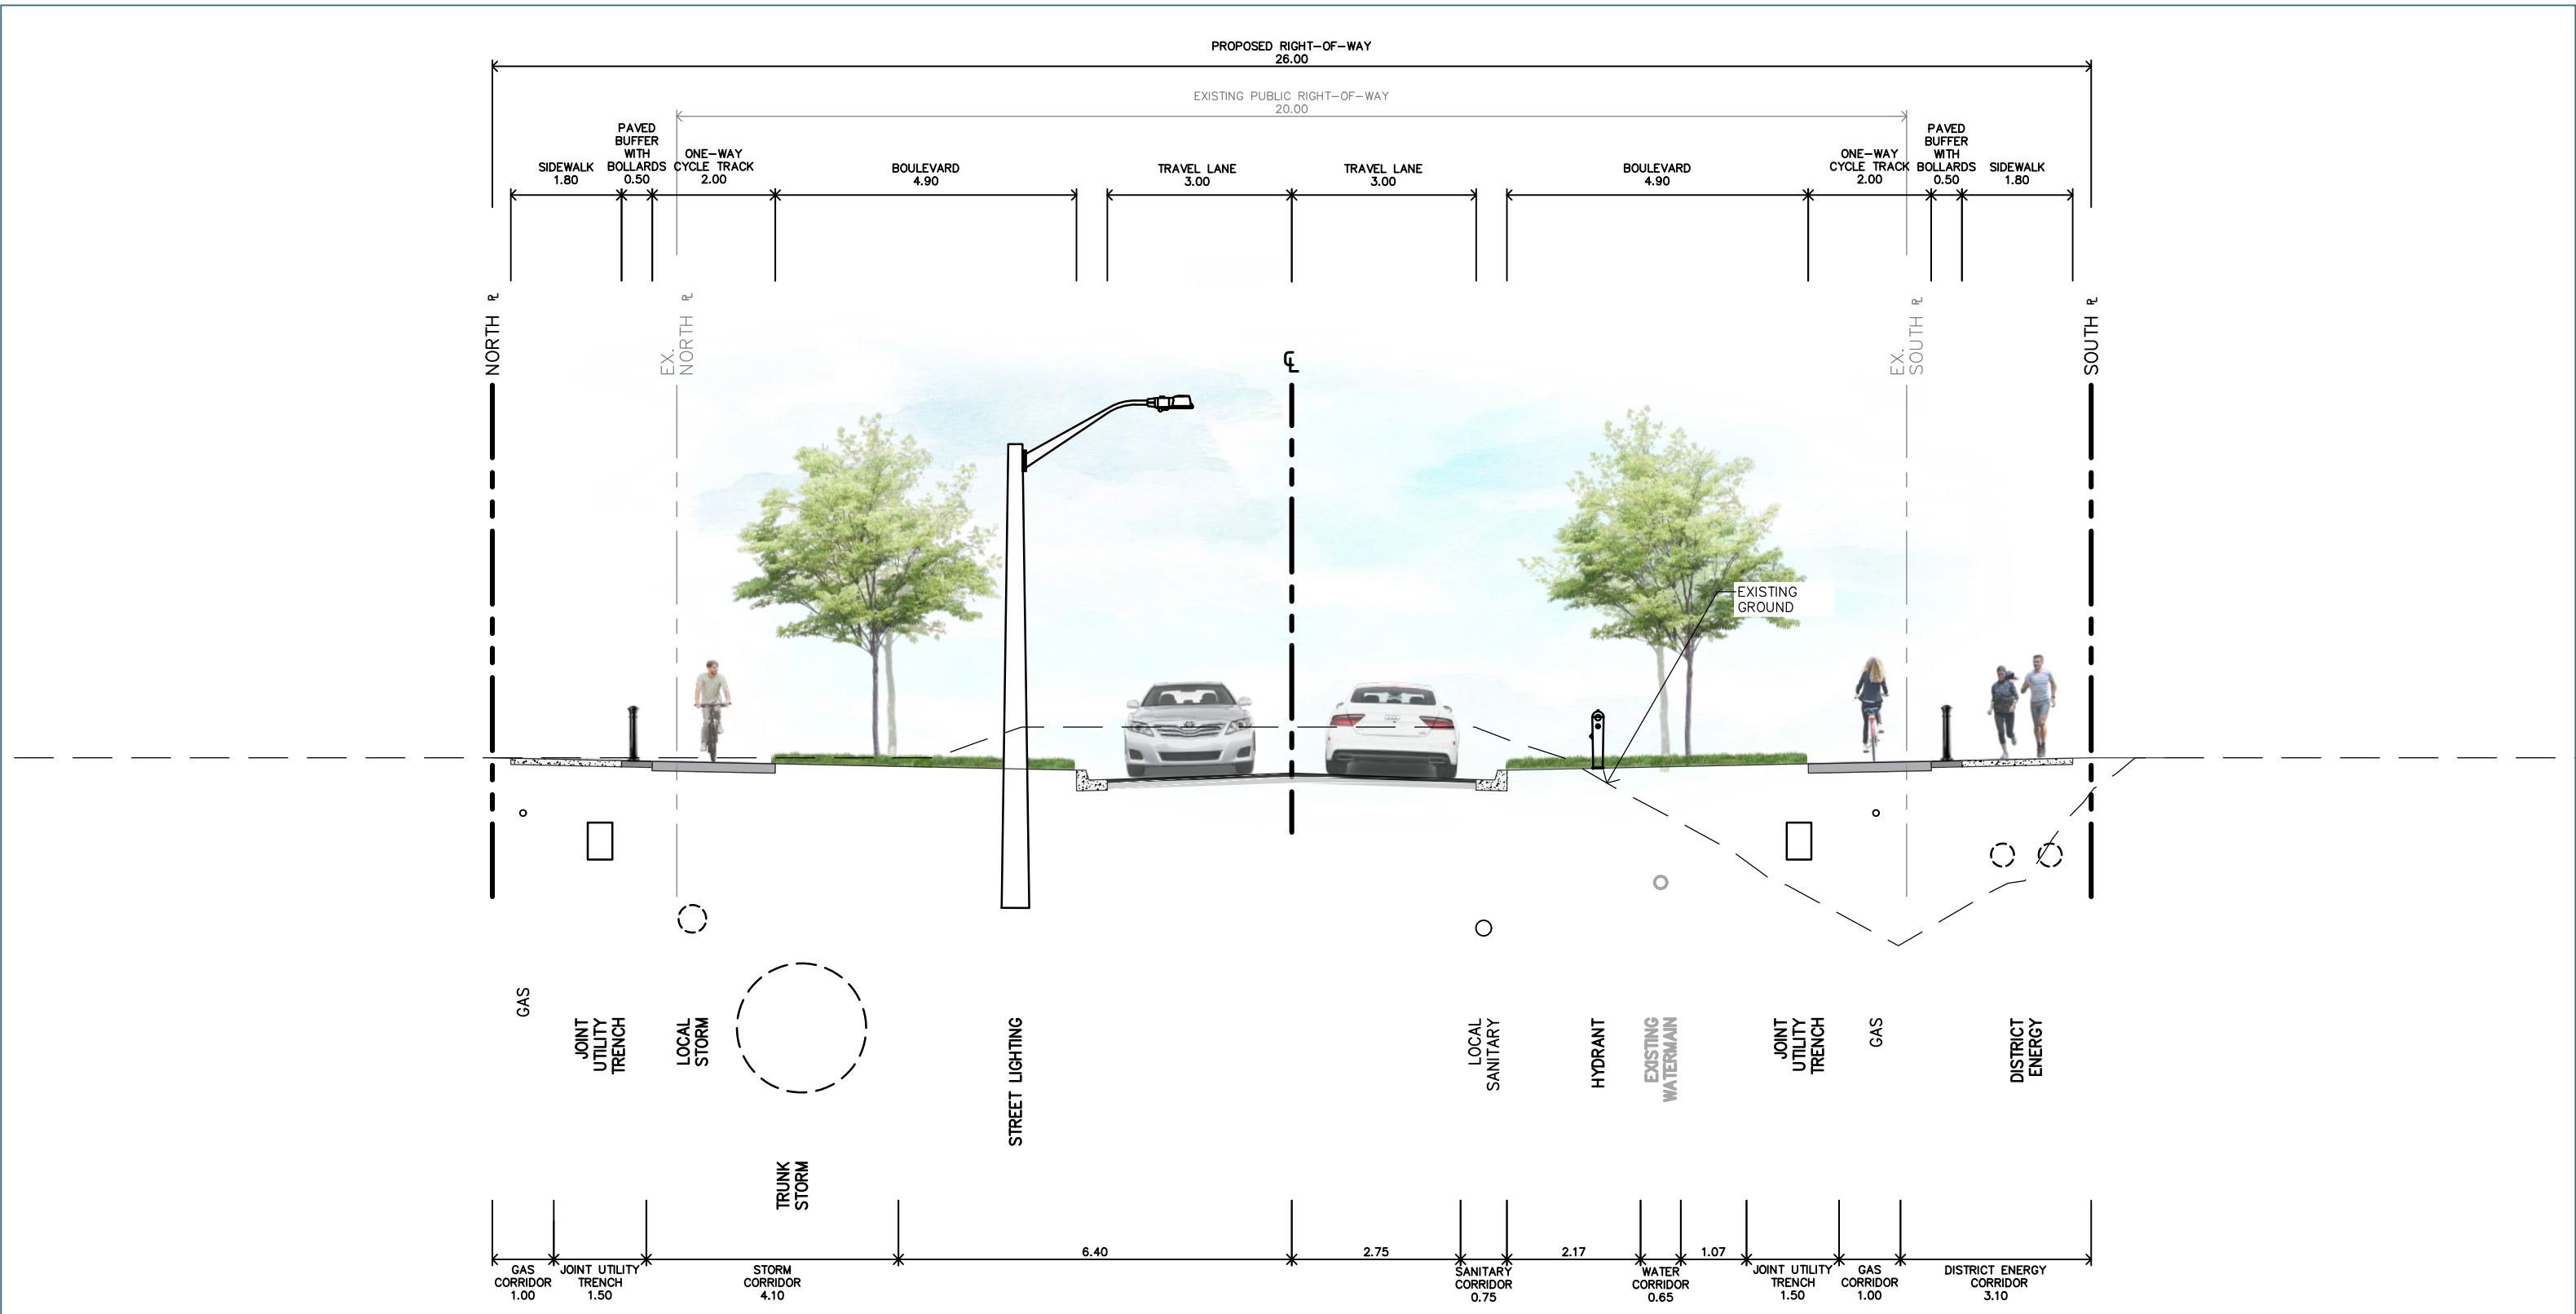 PROPOSED RIGHT-OF-WAY
26.00
EXISTING PUBLIC RIGHT-OF-WAY
20.00
SIDEWALK
1.80
PAVED
BUFFER
WITH
BOLLARDS
0.50
ONE-WAY
CYCLE TRACK
2.00
BOULEVARD
4.90
TRAVEL LANE
3.00
TRAVEL LANE
3.00
BOULEVARD
4.90
ONE-WAY
CYCLE TRACK
2.00
PAVED
BUFFER
WITH
BOLLARDS
0.50
SIDEWALK
1.80
NORTH ℙL
EX.
NORTH ℙL
℄
EX.
SOUTH ℙL
SOUTH ℙL
EXISTING
GROUND
GAS
JOINT
UTILITY
TRENCH
LOCAL
STORM
TRUNK
STORM
STREET LIGHTING
LOCAL
SANITARY
HYDRANT
EXISTING
WATERMAIN
JOINT
UTILITY
TRENCH
GAS
DISTRICT
ENERGY
GAS
CORRIDOR
1.00
JOINT UTILITY
TRENCH
1.50
STORM
CORRIDOR
4.10
6.40
2.75
SANITARY
CORRIDOR
0.75
2.17
WATER
CORRIDOR
0.65
1.07
JOINT UTILITY
TRENCH
1.50
GAS
CORRIDOR
1.00
DISTRICT ENERGY
CORRIDOR
3.10